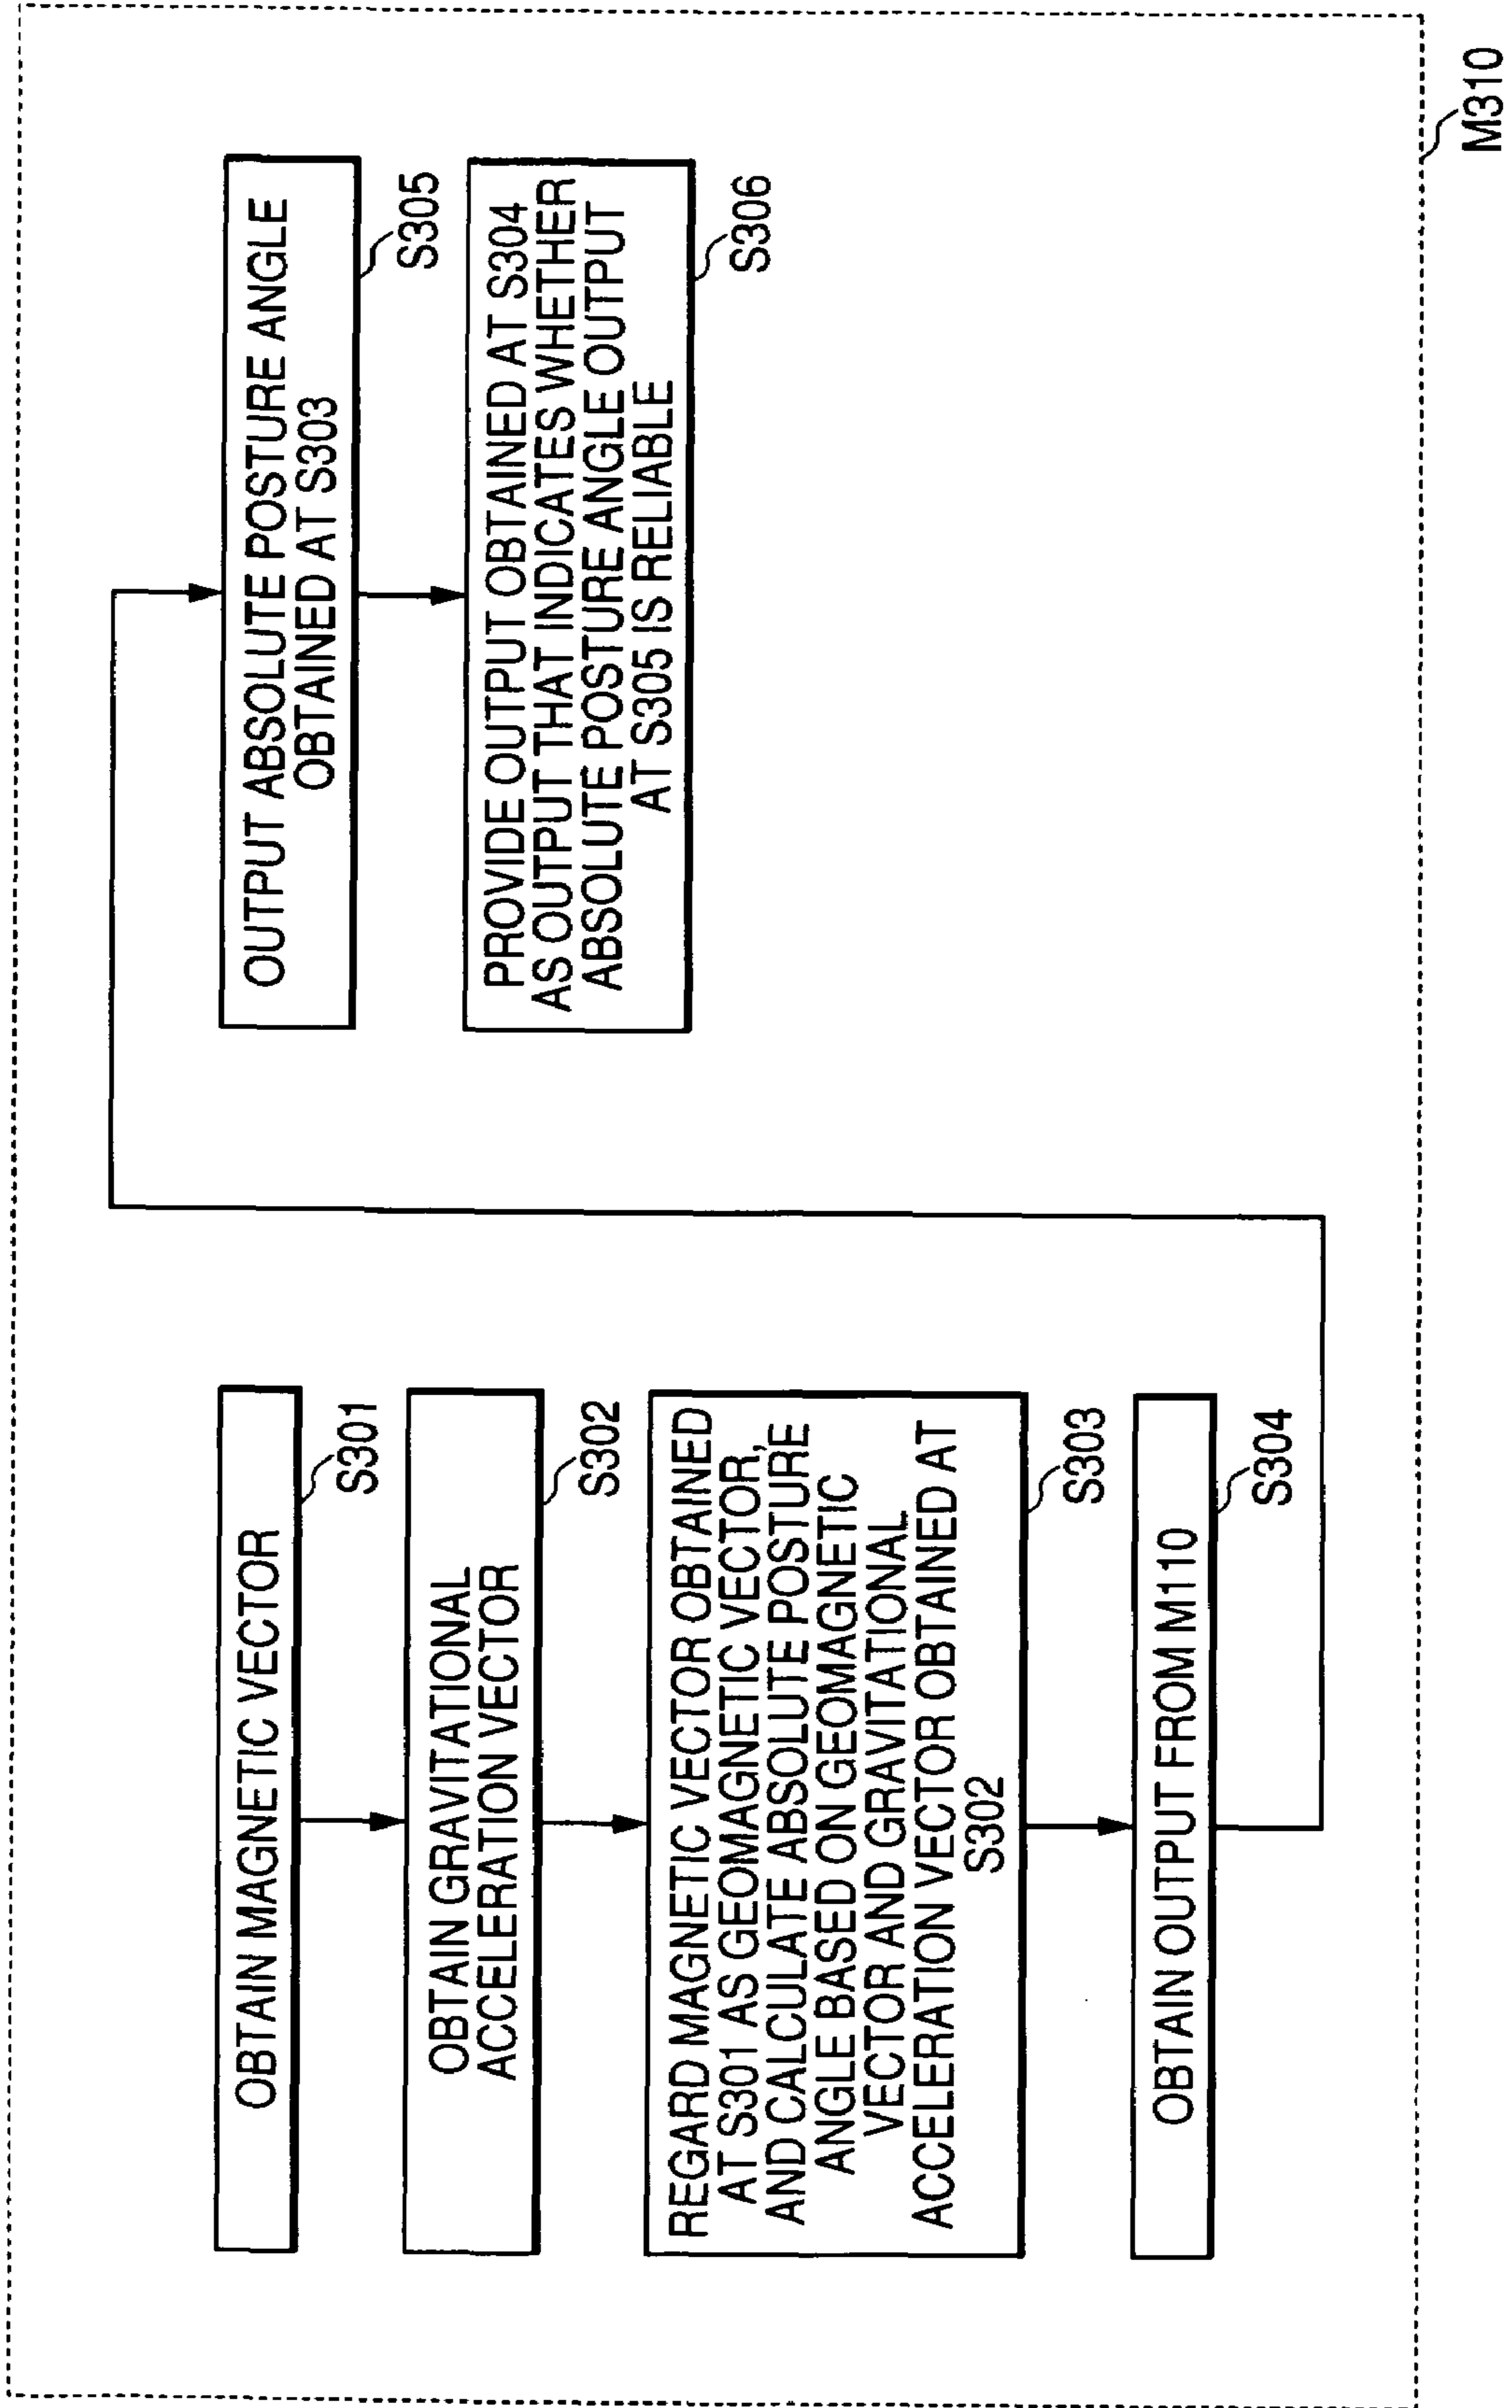 OBTAIN MAGNETIC VECTOR
S301
OBTAIN GRAVITATIONAL
ACCELERATION VECTOR
S302
REGARD MAGNETIC VECTOR OBTAINED
AT S301 AS GEOMAGNETIC VECTOR,
AND CALCULATE ABSOLUTE POSTURE
ANGLE BASED ON GEOMAGNETIC
VECTOR AND GRAVITATIONAL
ACCELERATION VECTOR OBTAINED AT
S302
S303
OBTAIN OUTPUT FROM M110
S304
OUTPUT ABSOLUTE POSTURE ANGLE
OBTAINED AT S303
S305
PROVIDE OUTPUT OBTAINED AT S304
AS OUTPUT THAT INDICATES WHETHER
ABSOLUTE POSTURE ANGLE OUTPUT
AT S305 IS RELIABLE
S306
M310